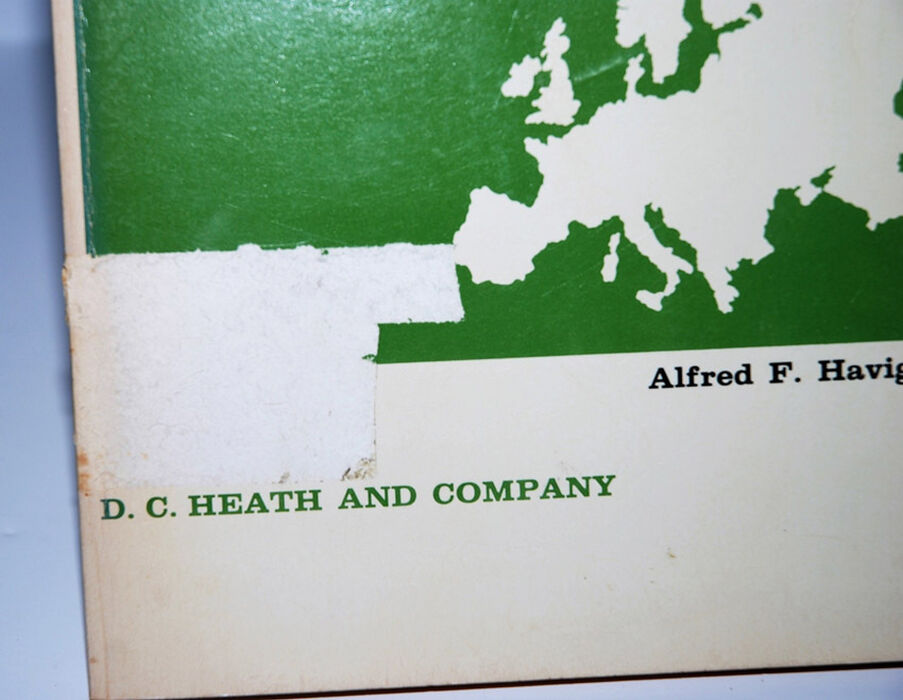 Alfred F. Havig
D. C. HEATH AND COMPANY